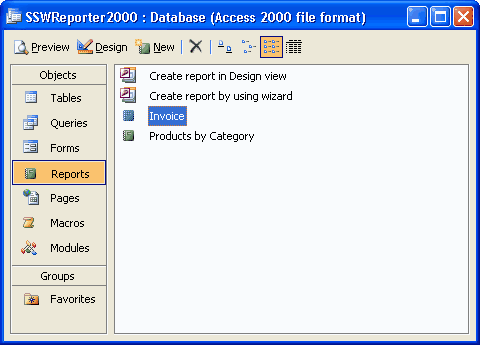 SSWReporter2000 : Database (Access 2000 file format)
Preview Design New
Objects
Tables
Queries
Forms
Reports
Pages
Macros
Modules
Groups
Favorites
Create report in Design view
Create report by using wizard
Invoice
Products by Category